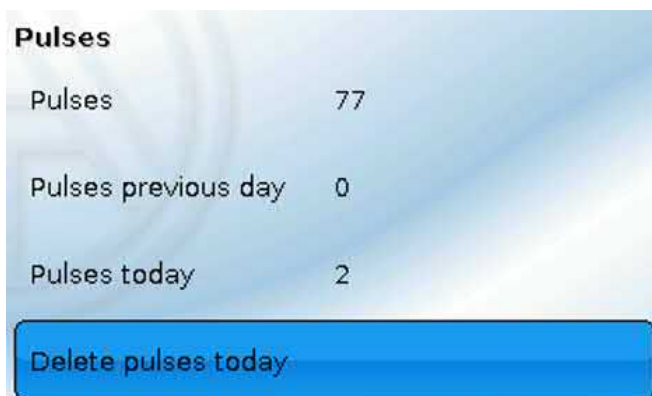 Pulses
Pulses 77
Pulses previous day 0
Pulses today 2
Delete pulses today